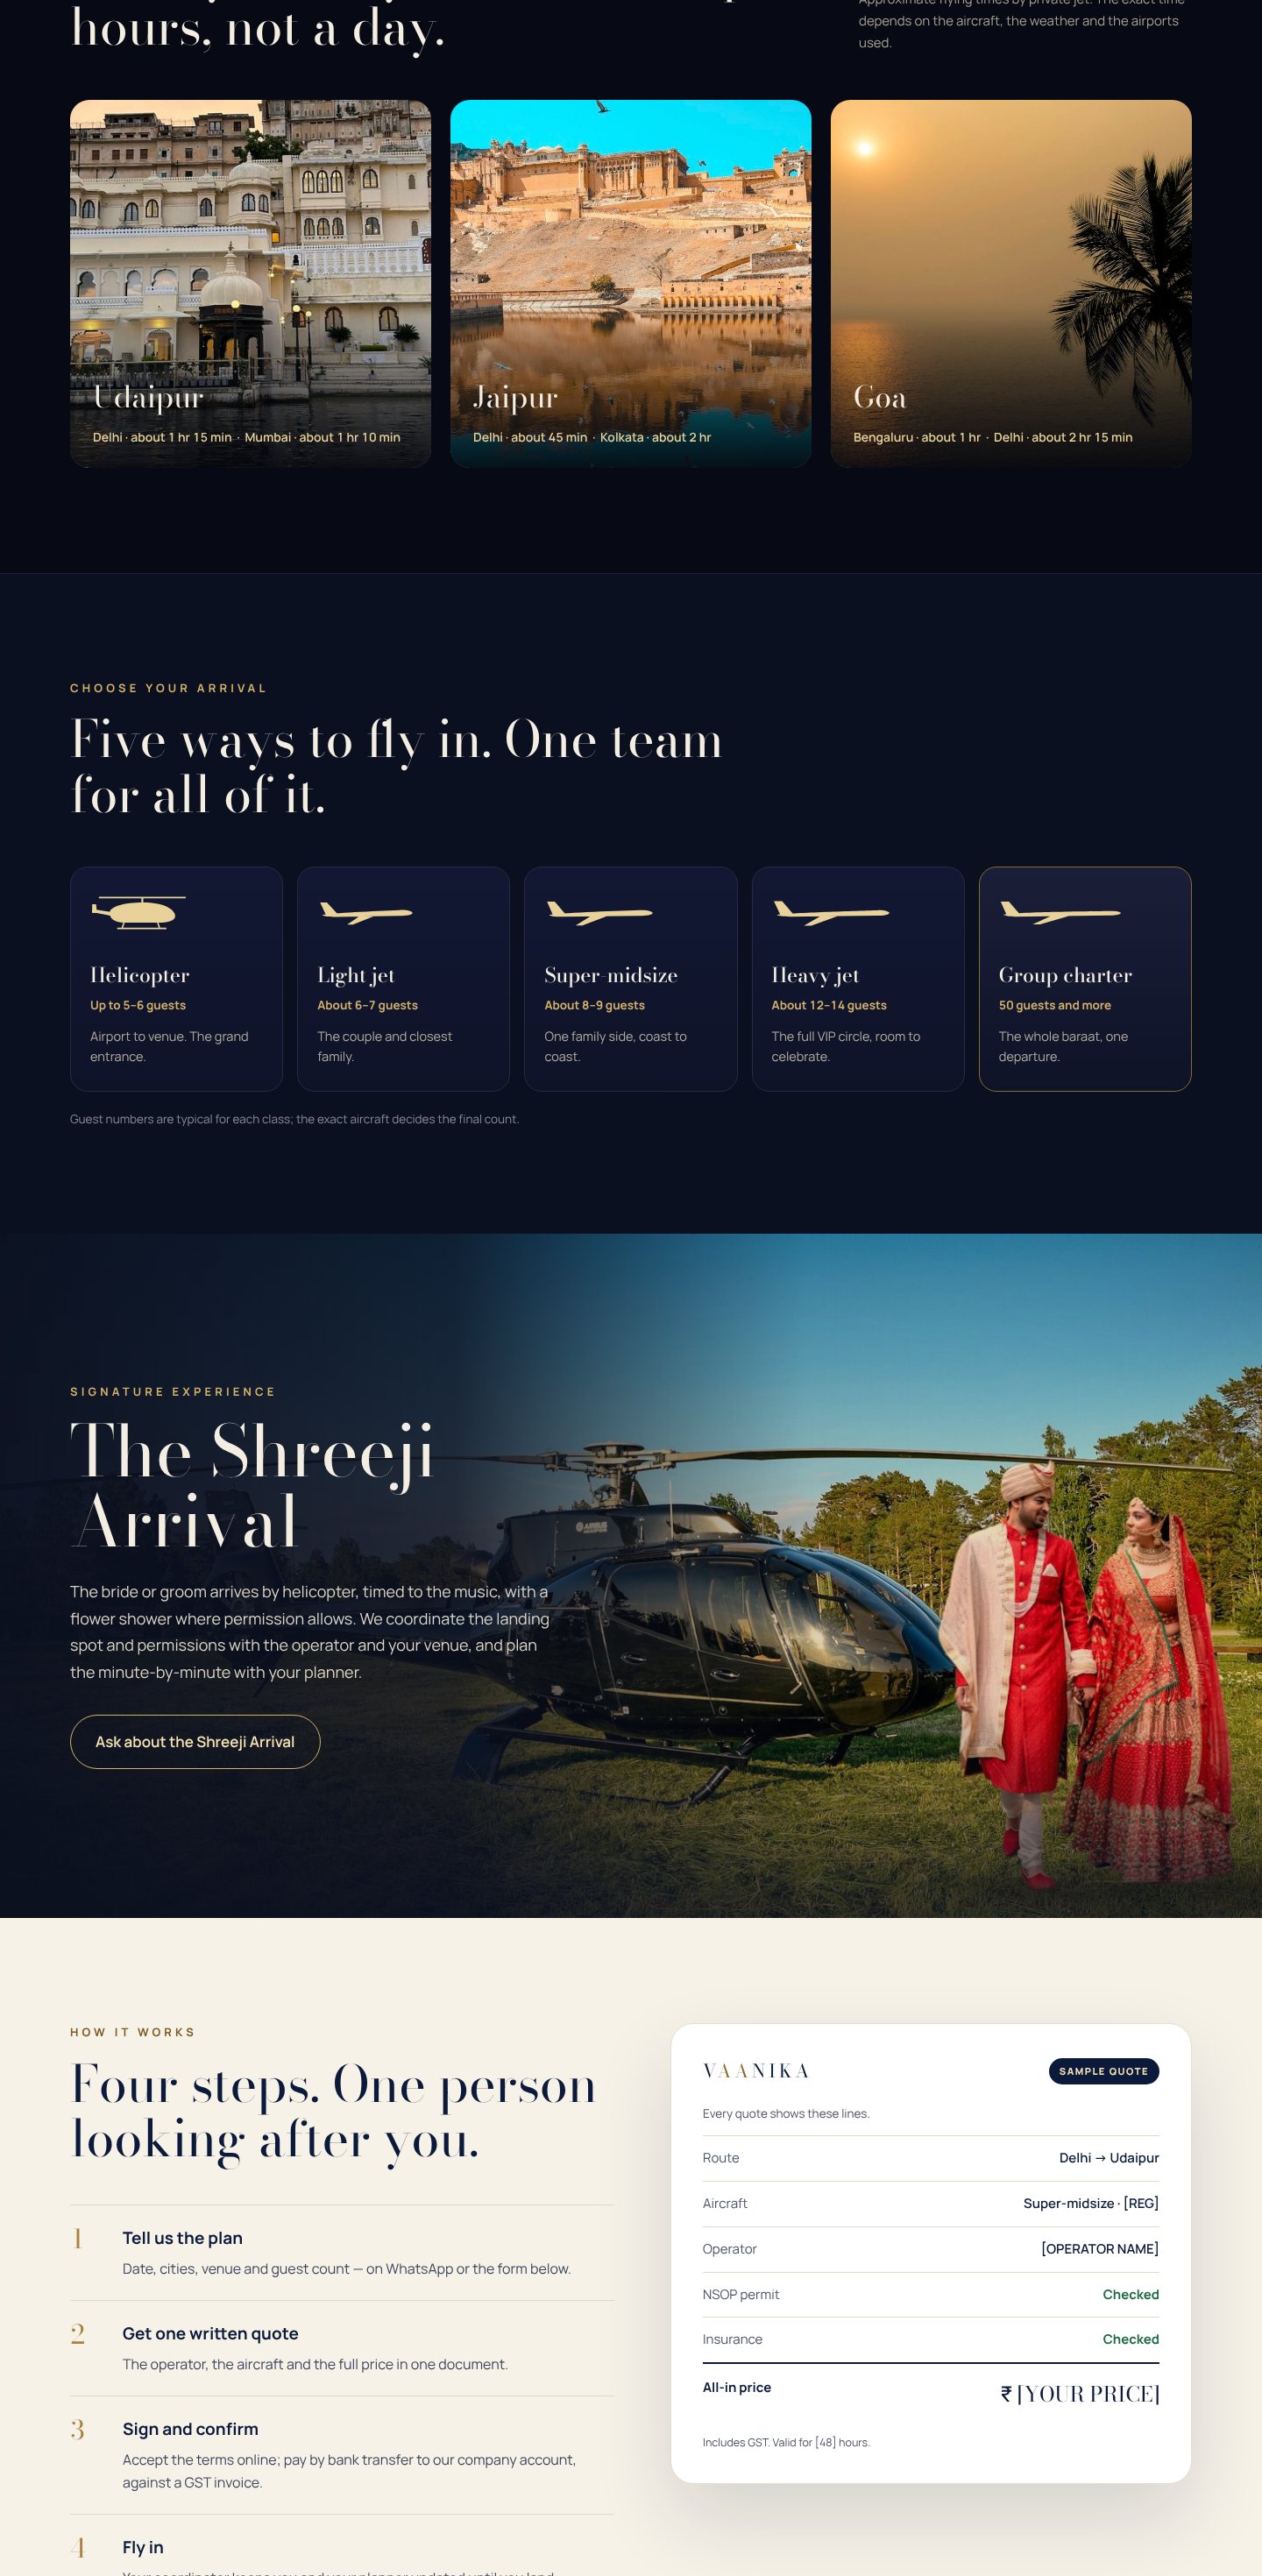 hours, not a day.
depends on the aircraft, the weather and the airports
used.
Udaipur
Delhi · about 1 hr 15 min · Mumbai · about 1 hr 10 min
Jaipur
Delhi · about 45 min · Kolkata · about 2 hr
Goa
Bengaluru · about 1 hr · Delhi · about 2 hr 15 min
CHOOSE YOUR ARRIVAL
Five ways to fly in. One team
for all of it.
Helicopter
Up to 5–6 guests
Airport to venue. The grand
entrance.
Light jet
About 6–7 guests
The couple and closest
family.
Super-midsize
About 8–9 guests
One family side, coast to
coast.
Heavy jet
About 12–14 guests
The full VIP circle, room to
celebrate.
Group charter
50 guests and more
The whole baraat, one
departure.
Guest numbers are typical for each class; the exact aircraft decides the final count.
SIGNATURE EXPERIENCE
The Shreeji
Arrival
The bride or groom arrives by helicopter, timed to the music, with a
flower shower where permission allows. We coordinate the landing
spot and permissions with the operator and your venue, and plan
the minute-by-minute with your planner.
Ask about the Shreeji Arrival
HOW IT WORKS
Four steps. One person
looking after you.
1
Tell us the plan
Date, cities, venue and guest count — on WhatsApp or the form below.
2
Get one written quote
The operator, the aircraft and the full price in one document.
3
Sign and confirm
Accept the terms online; pay by bank transfer to our company account,
against a GST invoice.
4
Fly in
VAANIKA
SAMPLE QUOTE
Every quote shows these lines.
Route
Delhi → Udaipur
Aircraft
Super-midsize · [REG]
Operator
[OPERATOR NAME]
NSOP permit
Checked
Insurance
Checked
All-in price
₹ [YOUR PRICE]
Includes GST. Valid for [48] hours.